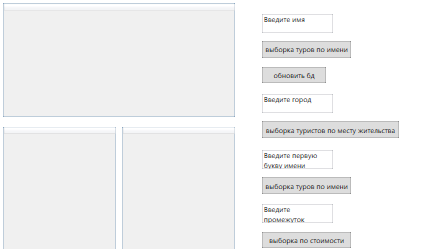 Введите имя
выборка туров по имени
обновить бд
Введите город
выборка туристов по месту жительства
Введите первую
букву имени
выборка туров по имени
Введите
промежуток
выборка по стоимости